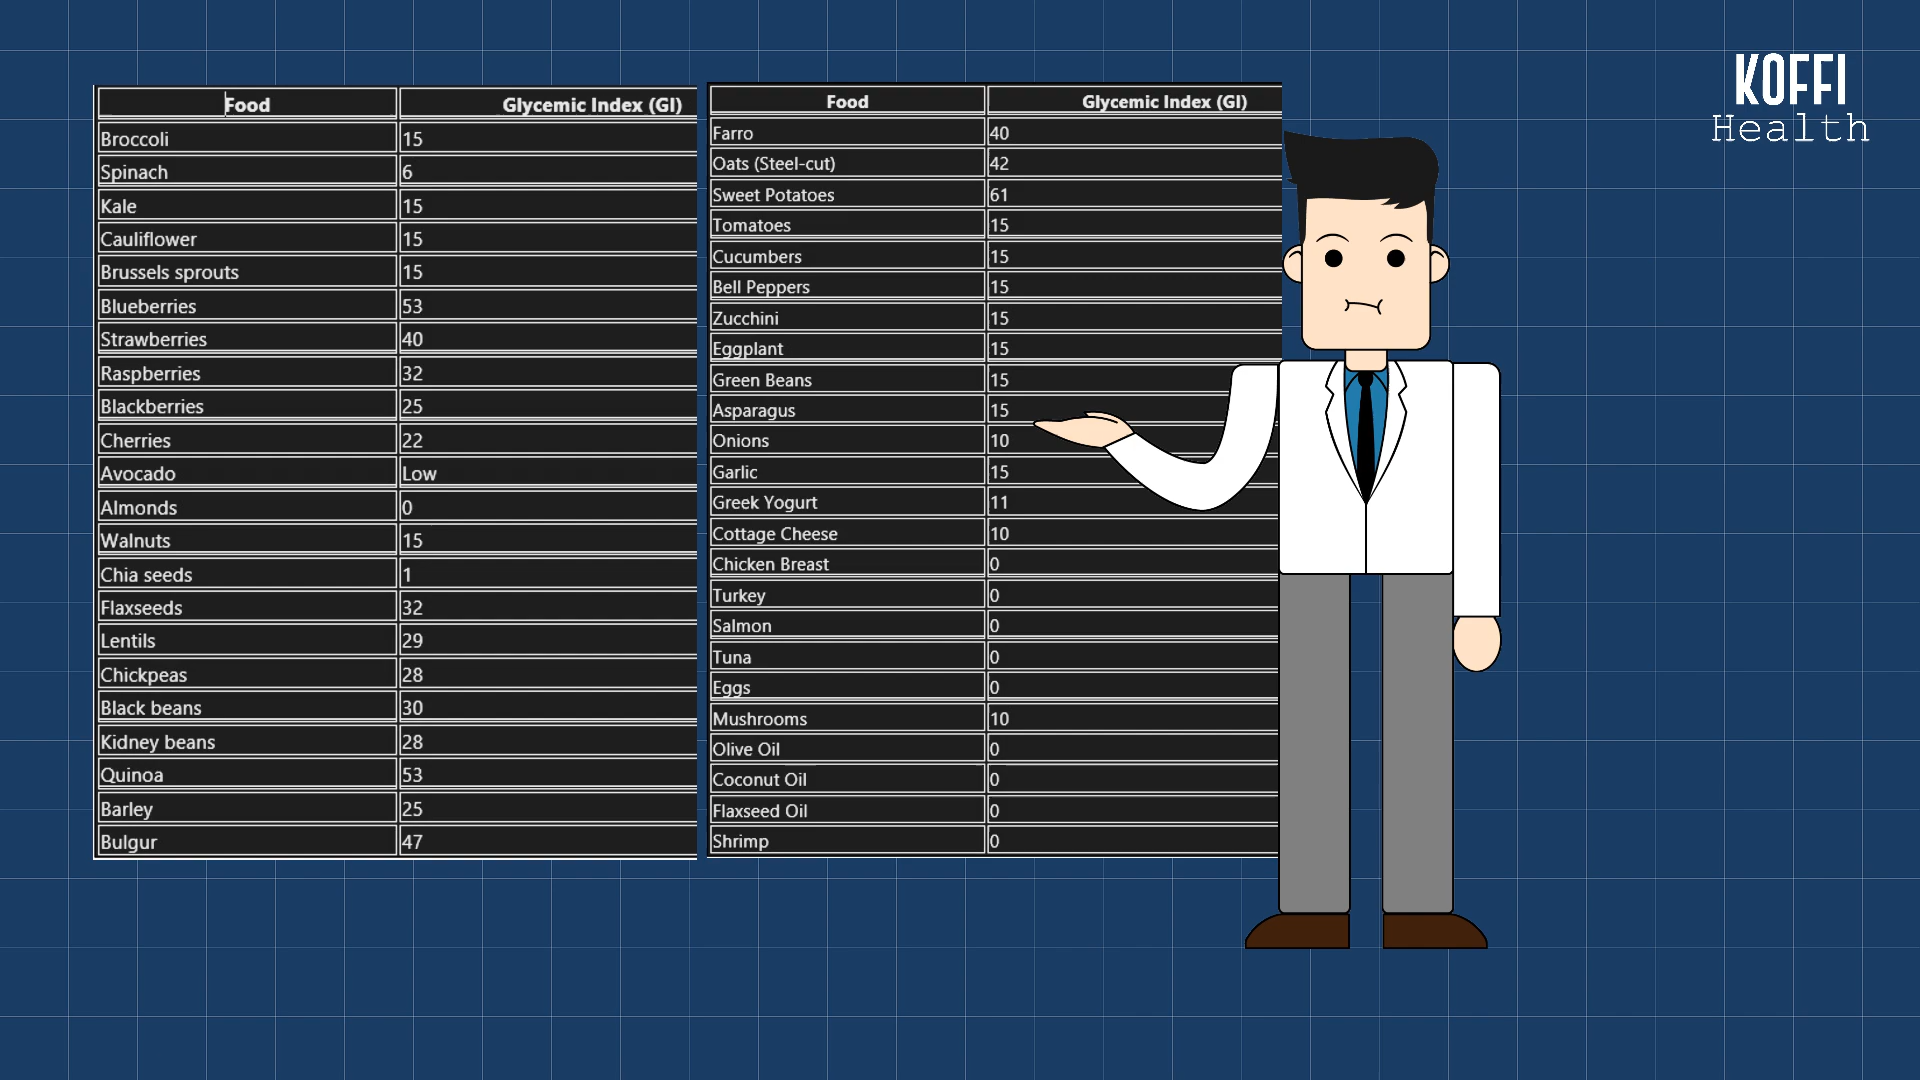 KOFFI
Health
Food Glycemic Index (GI)
Broccoli 15
Spinach 6
Kale 15
Cauliflower 15
Brussels sprouts 15
Blueberries 53
Strawberries 40
Raspberries 32
Blackberries 25
Cherries 22
Avocado Low
Almonds 0
Walnuts 15
Chia seeds 1
Flaxseeds 32
Lentils 29
Chickpeas 28
Black beans 30
Kidney beans 28
Quinoa 53
Barley 25
Bulgur 47
Food Glycemic Index (GI)
Farro 40
Oats (Steel-cut) 42
Sweet Potatoes 61
Tomatoes 15
Cucumbers 15
Bell Peppers 15
Zucchini 15
Eggplant 15
Green Beans 15
Asparagus 15
Onions 10
Garlic 15
Greek Yogurt 11
Cottage Cheese 10
Chicken Breast 0
Turkey 0
Salmon 0
Tuna 0
Eggs 0
Mushrooms 10
Olive Oil 0
Coconut Oil 0
Flaxseed Oil 0
Shrimp 0